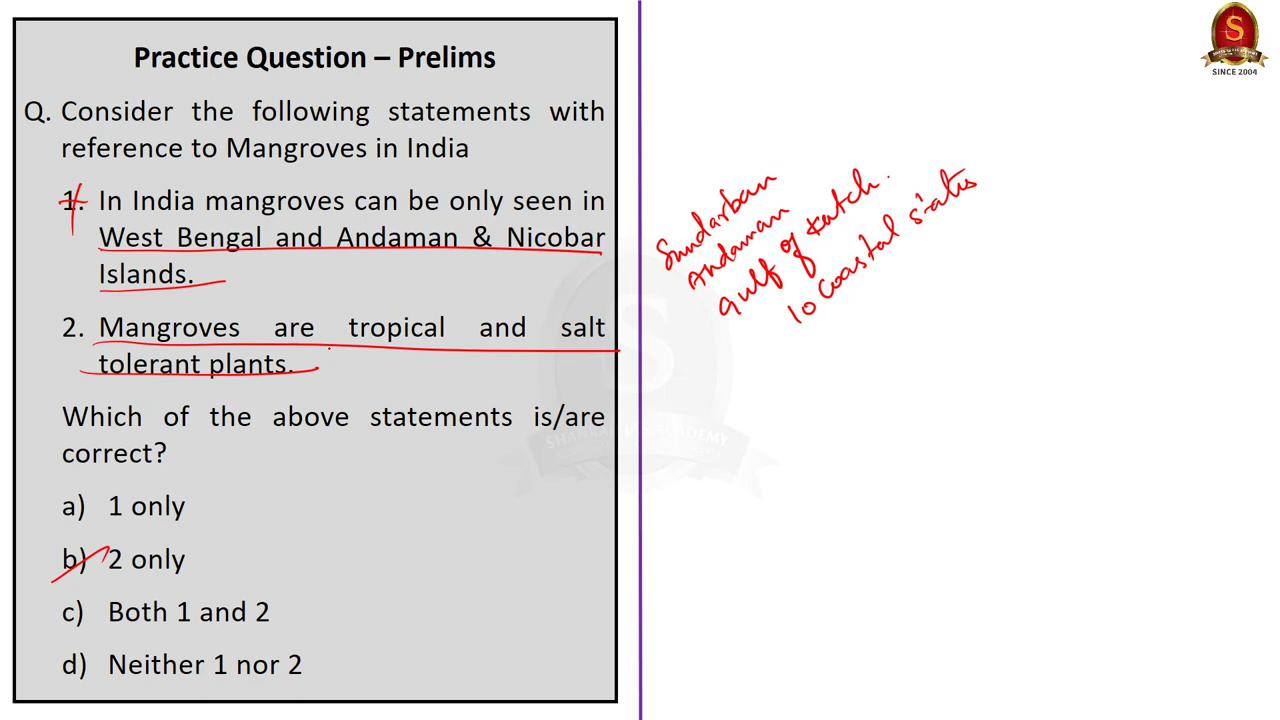 Practice Question – Prelims
Q. Consider the following statements with
reference to Mangroves in India
1. In India mangroves can be only seen in
West Bengal and Andaman & Nicobar
Islands.
2. Mangroves are tropical and salt
tolerant plants.
Which of the above statements is/are
correct?
a) 1 only
b) 2 only
c) Both 1 and 2
d) Neither 1 nor 2
Sundarban
Andaman
Gulf of Katch.
10 coastal states
S
SINCE 2004
S